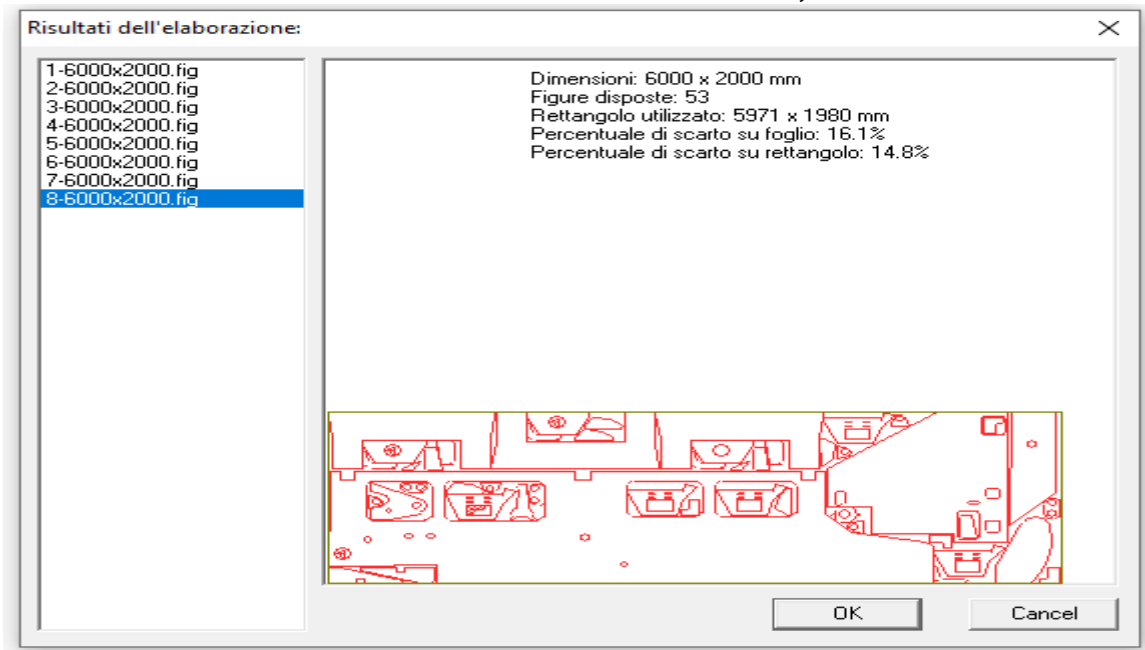 Risultati dell'elaborazione:
1-6000x2000.fig
2-6000x2000.fig
3-6000x2000.fig
4-6000x2000.fig
5-6000x2000.fig
6-6000x2000.fig
7-6000x2000.fig
8-6000x2000.fig
Dimensioni: 6000 x 2000 mm
Figure disposte: 53
Rettangolo utilizzato: 5971 x 1980 mm
Percentuale di scarto su foglio: 16.1%
Percentuale di scarto su rettangolo: 14.8%
OK
Cancel